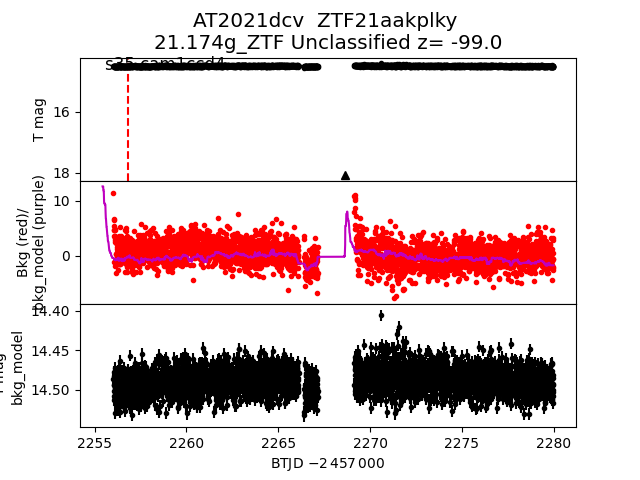 AT2021dcv ZTF21aakplky
21.174g_ZTF Unclassified z= -99.0
s35 cam1ccd4
T mag
16
18
Bkg (red)/
bkg_model (purple)
10
0
mag
bkg_model
14.40
14.45
14.50
2255 2260 2265 2270 2275 2280
BTJD −2 457 000